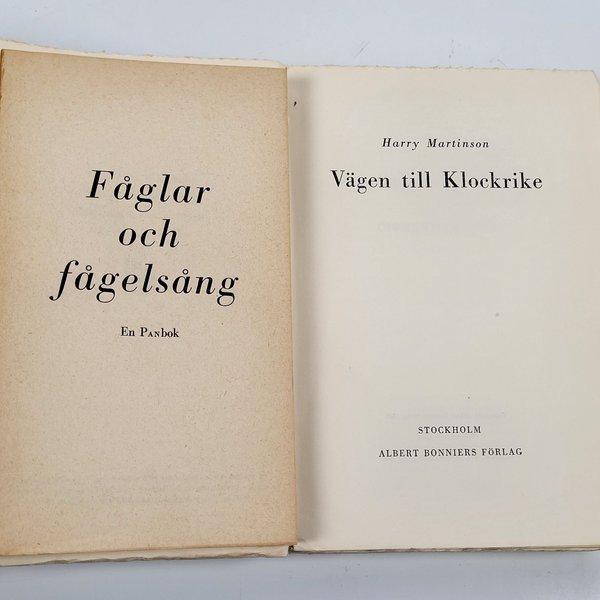 Fåglar
och
fågelsång
En PANbok
Harry Martinson
Vägen till Klockrike
STOCKHOLM
ALBERT BONNIERS FÖRLAG